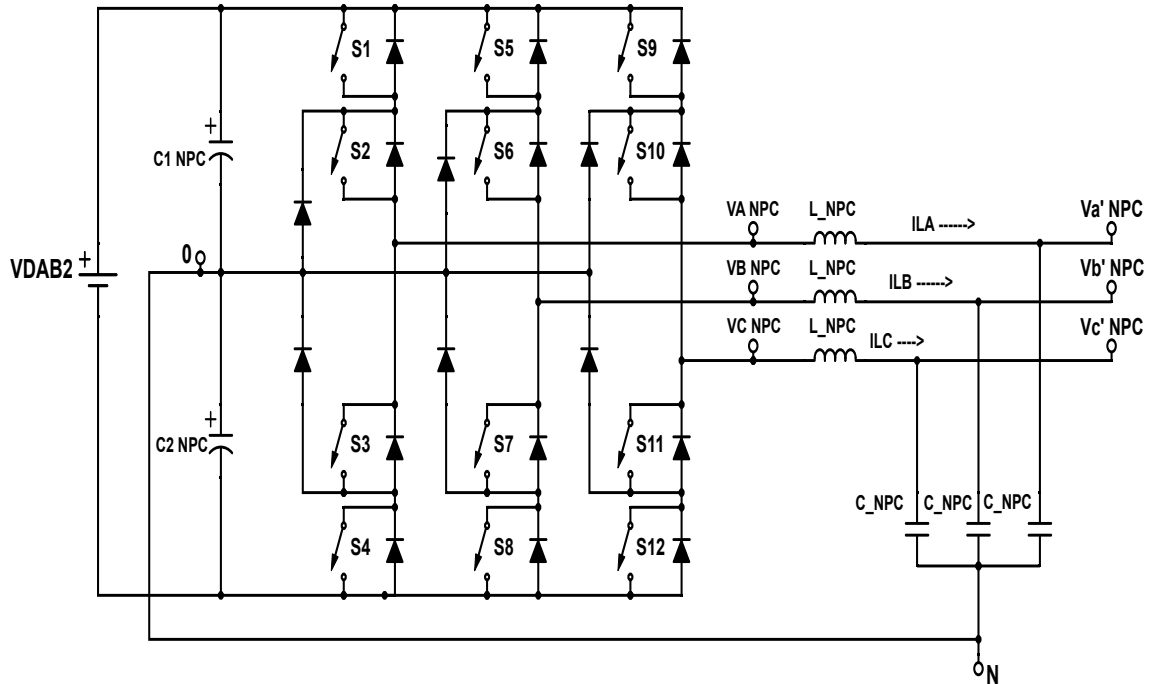 S1
S5
S9
+
C1 NPC
S2
S6
S10
VA NPC
L_NPC
ILA ------>
Va' NPC
0
VDAB2
+
VB NPC
L_NPC
ILB ------>
Vb' NPC
VC NPC
L_NPC
ILC ---->
Vc' NPC
+
C2 NPC
S3
S7
S11
C_NPC
C_NPC
C_NPC
S4
S8
S12
N